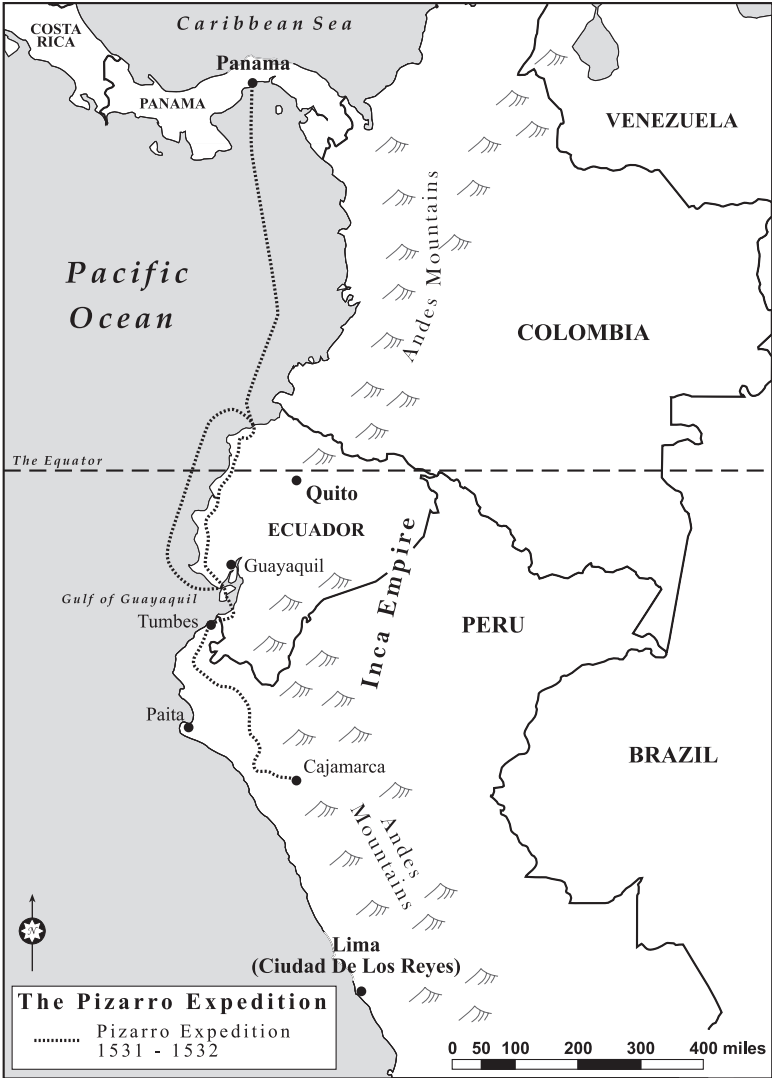 COSTA
RICA
Caribbean Sea
Panama
PANAMA
VENEZUELA
Andes Mountains
Pacific
Ocean
COLOMBIA
The Equator
Quito
ECUADOR
Guayaquil
Gulf of Guayaquil
Tumbes
Inca Empire
PERU
Paita
BRAZIL
Cajamarca
Andes
Mountains
N
Lima
(Ciudad De Los Reyes)
The Pizarro Expedition
Pizarro Expedition
1531 - 1532
0 50 100 200 300 400 miles